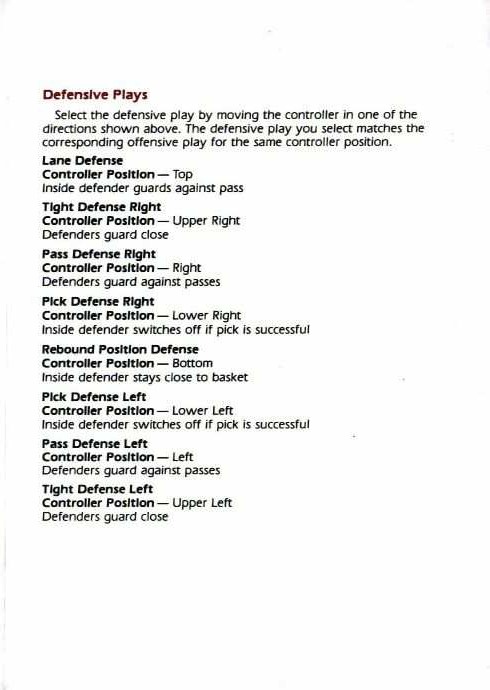 Defensive Plays
Select the defensive play by moving the controller in one of the
directions shown above. The defensive play you select matches the
corresponding offensive play for the same controller position.
Lane Defense
Controller Position — Top
Inside defender guards against pass
Tight Defense Right
Controller Position — Upper Right
Defenders guard close
Pass Defense Right
Controller Position — Right
Defenders guard against passes
Pick Defense Right
Controller Position — Lower Right
Inside defender switches off if pick is successful
Rebound Position Defense
Controller Position — Bottom
Inside defender stays close to basket
Pick Defense Left
Controller Position — Lower Left
Inside defender switches off if pick is successful
Pass Defense Left
Controller Position — Left
Defenders guard against passes
Tight Defense Left
Controller Position — Upper Left
Defenders guard close